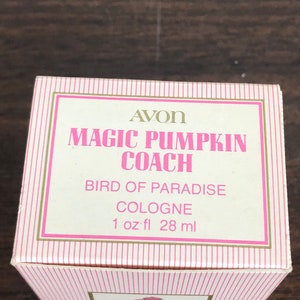 AVON
MAGIC PUMPKIN
COACH
BIRD OF PARADISE
COLOGNE
1 oz fl 28 ml